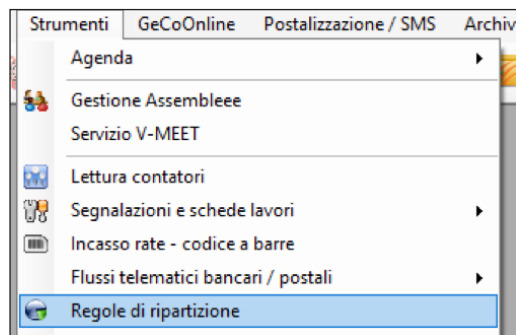 Strumenti GeCoOnline Postalizzazione / SMS Archiv
Agenda
Gestione Assembleee
Servizio V-MEET
Lettura contatori
Segnalazioni e schede lavori
Incasso rate - codice a barre
Flussi telematici bancari / postali
Regole di ripartizione